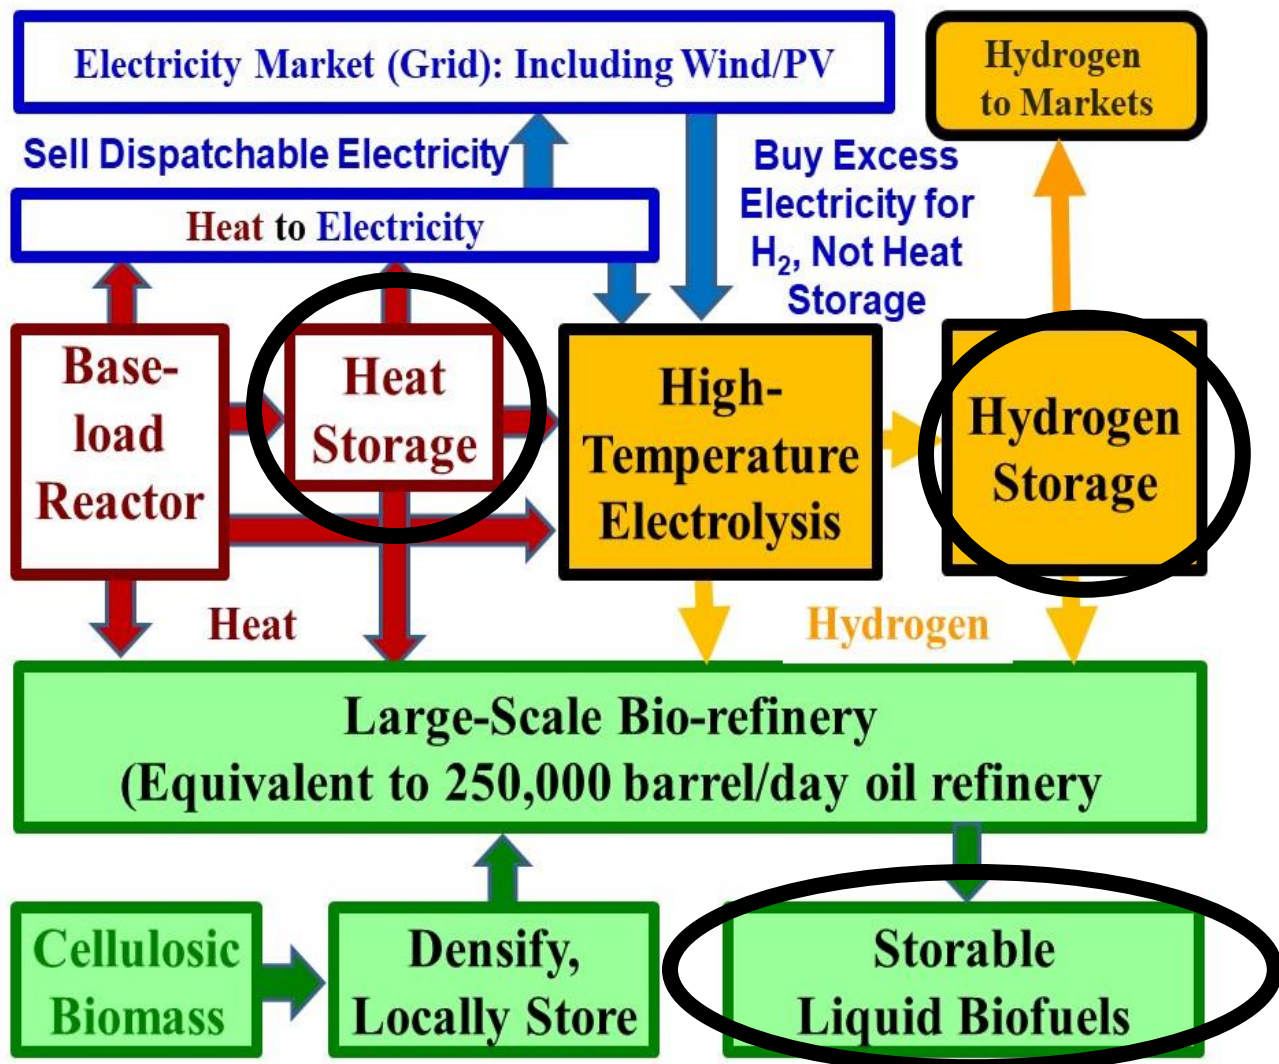 Electricity Market (Grid): Including Wind/PV
Hydrogen
to Markets
Sell Dispatchable Electricity
Buy Excess
Electricity for
H₂, Not Heat
Storage
Heat to Electricity
Base-
load
Reactor
Heat
Storage
High-
Temperature
Electrolysis
Hydrogen
Storage
Heat
Hydrogen
Large-Scale Bio-refinery
(Equivalent to 250,000 barrel/day oil refinery
Cellulosic
Biomass
Densify,
Locally Store
Storable
Liquid Biofuels